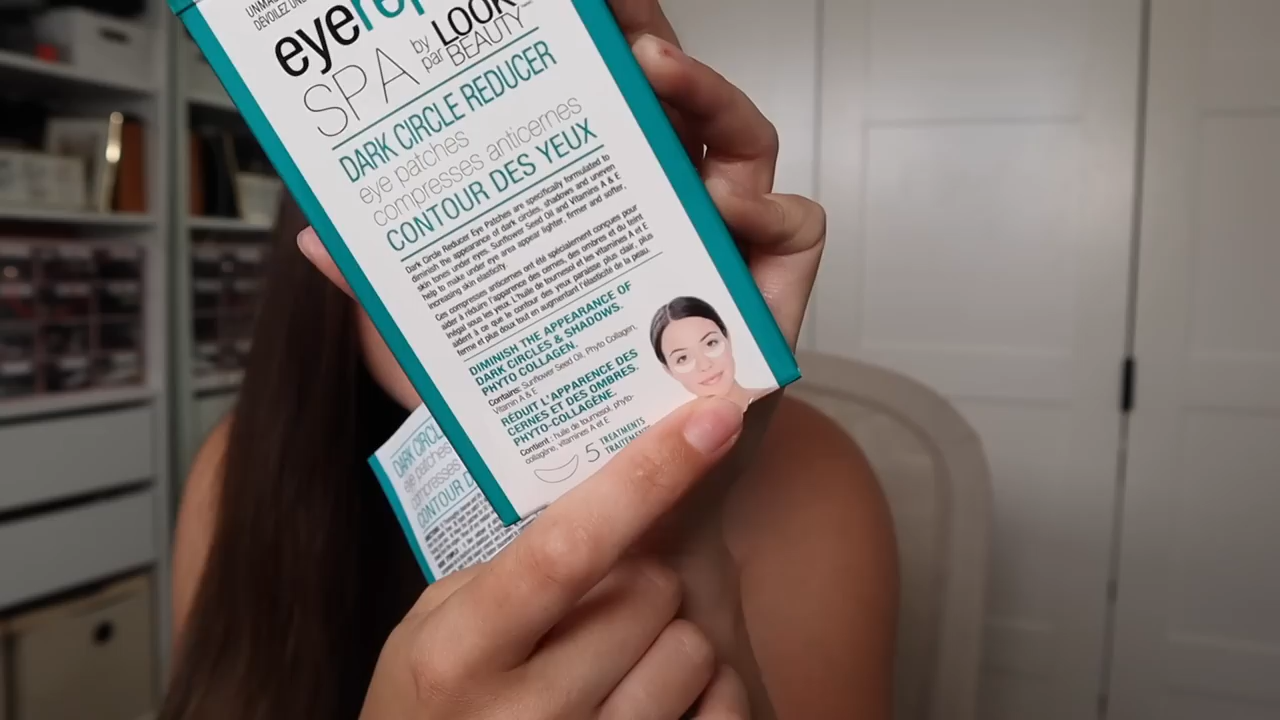 DÉVOILEZ
eye
SPA by LOOK
par BEAUTY
DARK CIRCLE REDUCER
eye patches
compresses anticernes
CONTOUR DES YEUX
Dark Circle Reducer Eye Patches are specifically formulated to
diminish the appearance of dark circles, shadows and uneven
skin tones under eyes. Sunflower Seed Oil and Vitamins A & E
help to make under eye area appear lighter, firmer and softer,
increasing skin elasticity.
Ces compresses anticernes ont été spécialement conçues pour
aider à réduire l'apparence des cernes, des ombres et du teint
inégal sous les yeux. L'huile de tournesol et les vitamines A et E
aident à ce que le contour des yeux paraisse plus clair, plus
ferme et plus doux tout en augmentant l'élasticité de la peau.
DIMINISH THE APPEARANCE OF
DARK CIRCLES & SHADOWS.
PHYTO COLLAGEN.
Contains: Sunflower Seed Oil, Phyto Collagen,
Vitamin A & E
RÉDUIT L'APPARENCE DES
CERNES ET DES OMBRES.
PHYTO-COLLAGÈNE.
Contient : huile de tournesol, phyto-
collagène, vitamines A et E
5 TREATMENTS
DARK CIRCL
eye patches
compresses
CONTOUR D